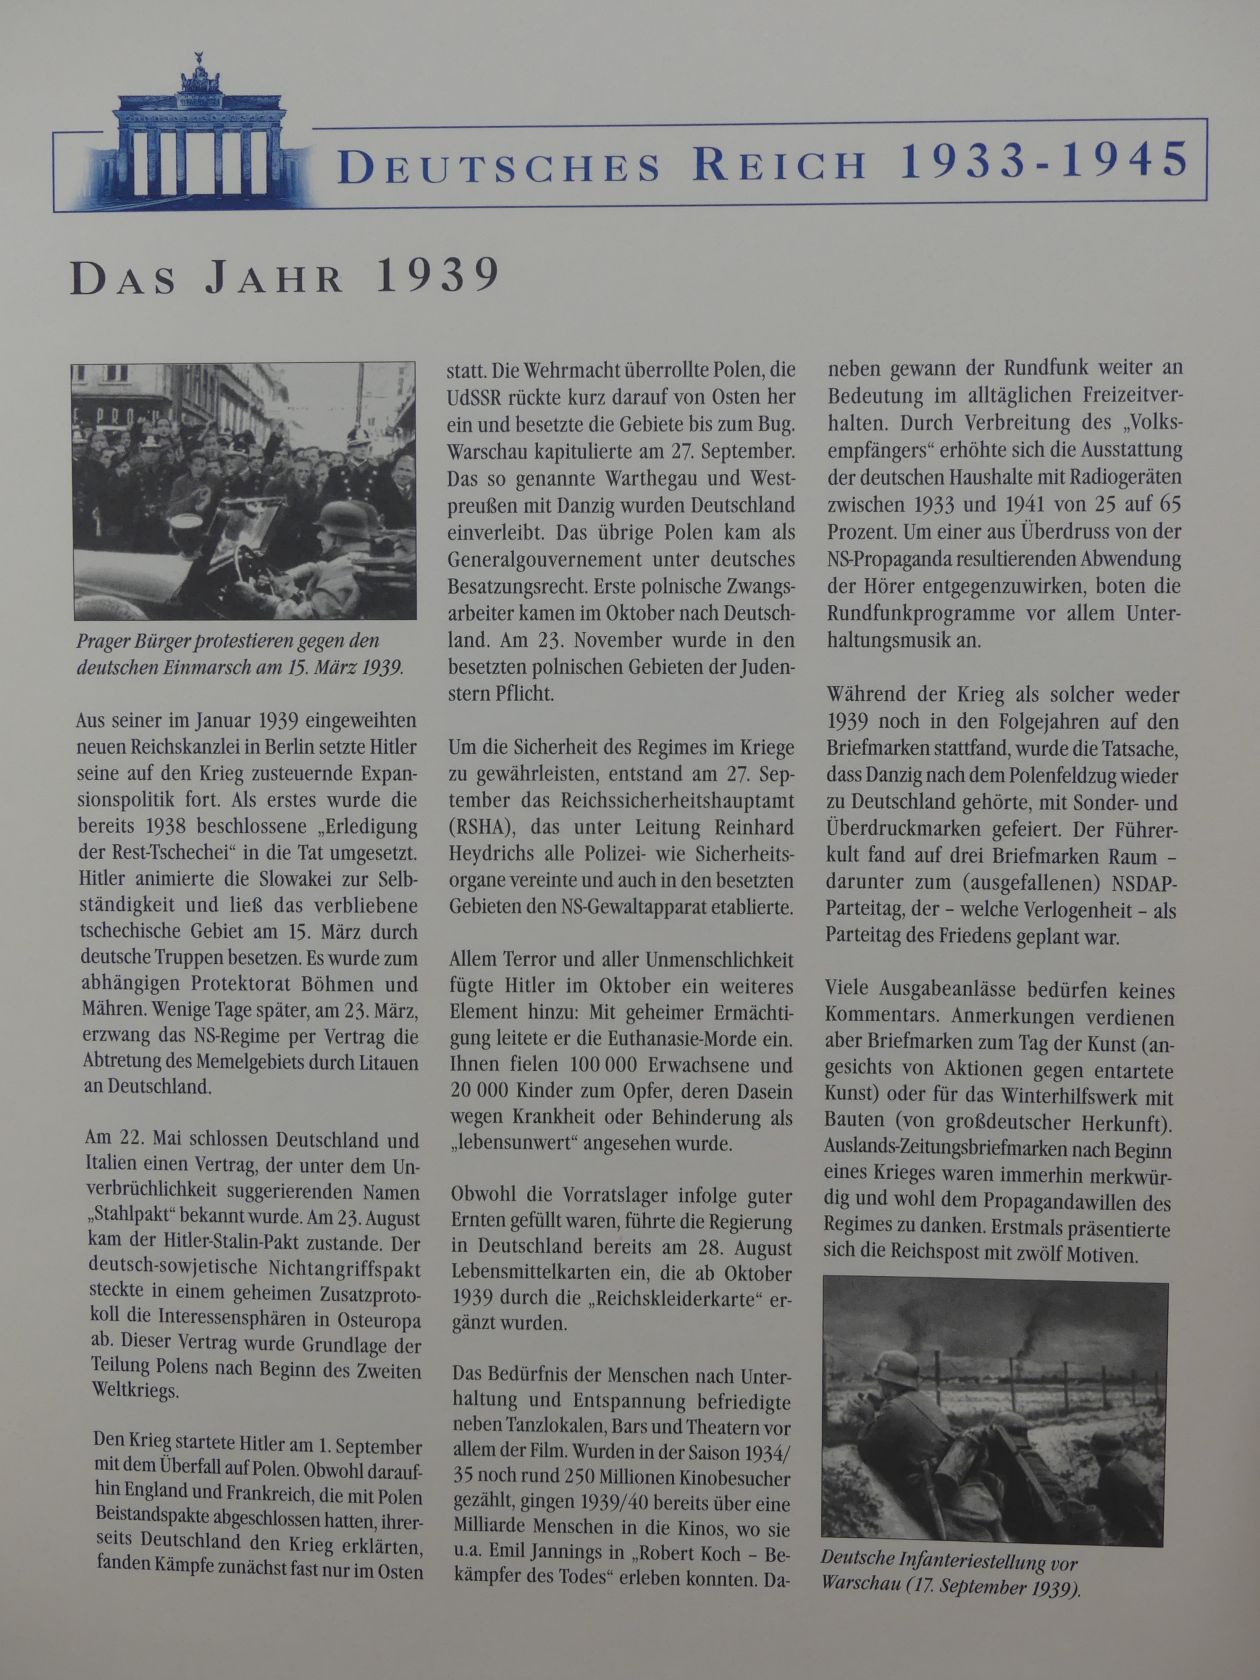 DEUTSCHES REICH 1933-1945
DAS JAHR 1939
Prager Bürger protestieren gegen den
deutschen Einmarsch am 15. März 1939.
Aus seiner im Januar 1939 eingeweihten
neuen Reichskanzlei in Berlin setzte Hitler
seine auf den Krieg zusteuernde Expan-
sionspolitik fort. Als erstes wurde die
bereits 1938 beschlossene „Erledigung
der Rest-Tschechei“ in die Tat umgesetzt.
Hitler animierte die Slowakei zur Selb-
ständigkeit und ließ das verbliebene
tschechische Gebiet am 15. März durch
deutsche Truppen besetzen. Es wurde zum
abhängigen Protektorat Böhmen und
Mähren. Wenige Tage später, am 23. März,
erzwang das NS-Regime per Vertrag die
Abtretung des Memelgebiets durch Litauen
an Deutschland.
Am 22. Mai schlossen Deutschland und
Italien einen Vertrag, der unter dem Un-
verbrüchlichkeit suggerierenden Namen
„Stahlpakt“ bekannt wurde. Am 23. August
kam der Hitler-Stalin-Pakt zustande. Der
deutsch-sowjetische Nichtangriffspakt
steckte in einem geheimen Zusatzproto-
koll die Interessensphären in Osteuropa
ab. Dieser Vertrag wurde Grundlage der
Teilung Polens nach Beginn des Zweiten
Weltkriegs.
Den Krieg startete Hitler am 1. September
mit dem Überfall auf Polen. Obwohl darauf-
hin England und Frankreich, die mit Polen
Beistandspakte abgeschlossen hatten, ihrer-
seits Deutschland den Krieg erklärten,
fanden Kämpfe zunächst fast nur im Osten
statt. Die Wehrmacht überrollte Polen, die
UdSSR rückte kurz darauf von Osten her
ein und besetzte die Gebiete bis zum Bug.
Warschau kapitulierte am 27. September.
Das so genannte Warthegau und West-
preußen mit Danzig wurden Deutschland
einverleibt. Das übrige Polen kam als
Generalgouvernement unter deutsches
Besatzungsrecht. Erste polnische Zwangs-
arbeiter kamen im Oktober nach Deutsch-
land. Am 23. November wurde in den
besetzten polnischen Gebieten der Juden-
stern Pflicht.
Um die Sicherheit des Regimes im Kriege
zu gewährleisten, entstand am 27. Sep-
tember das Reichssicherheitshauptamt
(RSHA), das unter Leitung Reinhard
Heydrichs alle Polizei- wie Sicherheits-
organe vereinte und auch in den besetzten
Gebieten den NS-Gewaltapparat etablierte.
Allem Terror und aller Unmenschlichkeit
fügte Hitler im Oktober ein weiteres
Element hinzu: Mit geheimer Ermächti-
gung leitete er die Euthanasie-Morde ein.
Ihnen fielen 100 000 Erwachsene und
20 000 Kinder zum Opfer, deren Dasein
wegen Krankheit oder Behinderung als
„lebensunwert“ angesehen wurde.
Obwohl die Vorratslager infolge guter
Ernten gefüllt waren, führte die Regierung
in Deutschland bereits am 28. August
Lebensmittelkarten ein, die ab Oktober
1939 durch die „Reichskleiderkarte“ er-
gänzt wurden.
Das Bedürfnis der Menschen nach Unter-
haltung und Entspannung befriedigte
neben Tanzlokalen, Bars und Theatern vor
allem der Film. Wurden in der Saison 1934/
35 noch rund 250 Millionen Kinobesucher
gezählt, gingen 1939/40 bereits über eine
Milliarde Menschen in die Kinos, wo sie
u.a. Emil Jannings in „Robert Koch – Be-
kämpfer des Todes“ erleben konnten. Da-
neben gewann der Rundfunk weiter an
Bedeutung im alltäglichen Freizeitver-
halten. Durch Verbreitung des „Volks-
empfängers“ erhöhte sich die Ausstattung
der deutschen Haushalte mit Radiogeräten
zwischen 1933 und 1941 von 25 auf 65
Prozent. Um einer aus Überdruss von der
NS-Propaganda resultierenden Abwendung
der Hörer entgegenzuwirken, boten die
Rundfunkprogramme vor allem Unter-
haltungsmusik an.
Während der Krieg als solcher weder
1939 noch in den Folgejahren auf den
Briefmarken stattfand, wurde die Tatsache,
dass Danzig nach dem Polenfeldzug wieder
zu Deutschland gehörte, mit Sonder- und
Überdruckmarken gefeiert. Der Führer-
kult fand auf drei Briefmarken Raum –
darunter zum (ausgefallenen) NSDAP-
Parteitag, der – welche Verlogenheit – als
Parteitag des Friedens geplant war.
Viele Ausgabeanlässe bedürfen keines
Kommentars. Anmerkungen verdienen
aber Briefmarken zum Tag der Kunst (an-
gesichts von Aktionen gegen entartete
Kunst) oder für das Winterhilfswerk mit
Bauten (von großdeutscher Herkunft).
Auslands-Zeitungsbriefmarken nach Beginn
eines Krieges waren immerhin merkwür-
dig und wohl dem Propagandawillen des
Regimes zu danken. Erstmals präsentierte
sich die Reichspost mit zwölf Motiven.
Deutsche Infanteriestellung vor
Warschau (17. September 1939).